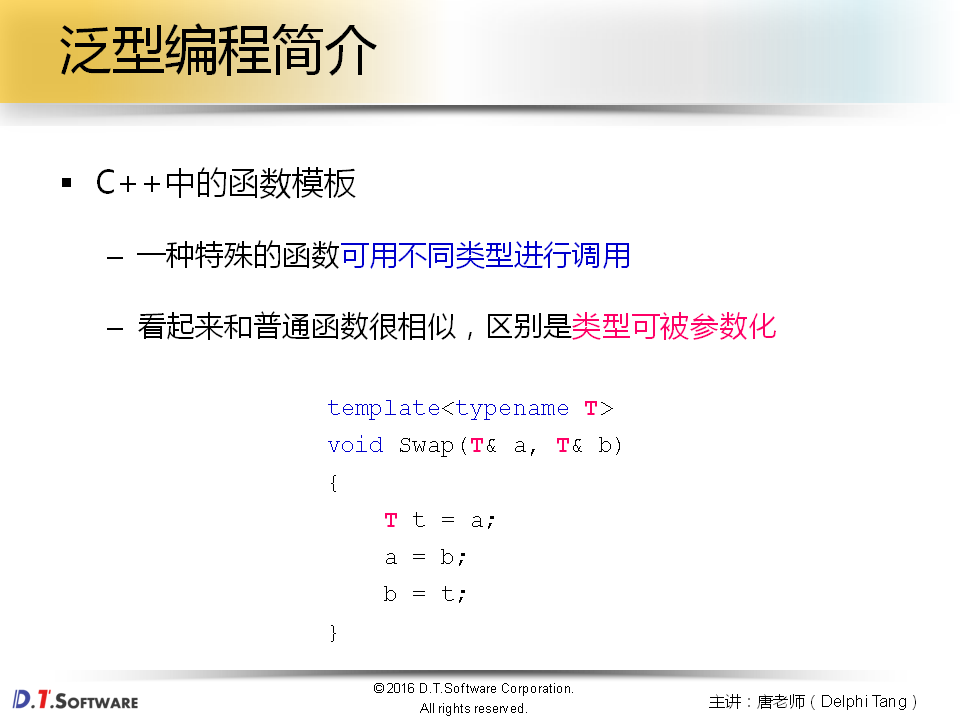 泛型编程简介
▪ C++中的函数模板
– 一种特殊的函数可用不同类型进行调用
– 看起来和普通函数很相似，区别是类型可被参数化
template<typename T>
void Swap(T& a, T& b)
{
    T t = a;
    a = b;
    b = t;
}
D.T.SOFTWARE
©2016 D.T.Software Corporation.
All rights reserved.
主讲：唐老师（Delphi Tang）